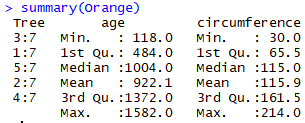 > summary(Orange)
 Tree       age         circumference
 3:7   Min.   : 118.0   Min.   : 30.0
 1:7   1st Qu.: 484.0   1st Qu.: 65.5
 5:7   Median :1004.0   Median :115.0
 2:7   Mean   : 922.1   Mean   :115.9
 4:7   3rd Qu.:1372.0   3rd Qu.:161.5
       Max.   :1582.0   Max.   :214.0